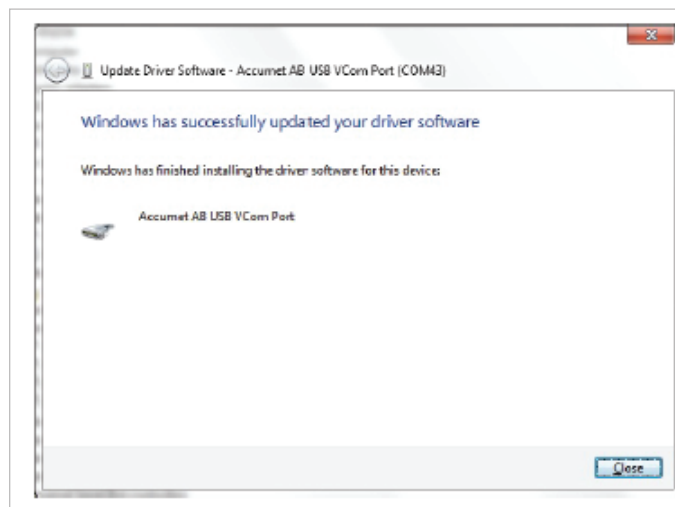 Update Driver Software - Accumet AB USB VCom Port (COM43)
Windows has successfully updated your driver software
Windows has finished installing the driver software for this device:
Accumet AB USB VCom Port
Close